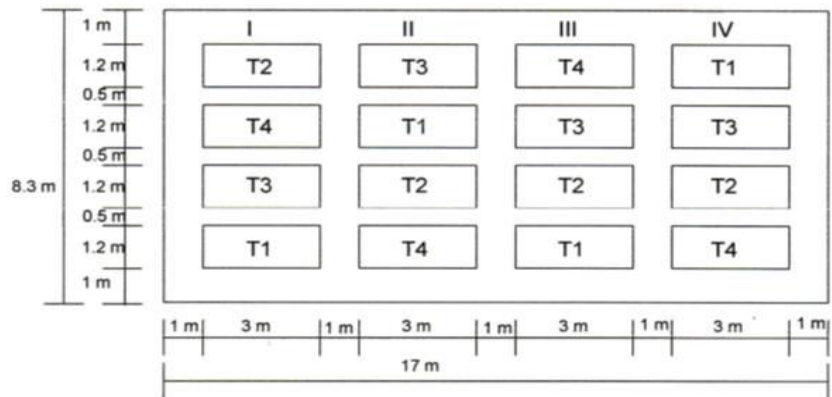 1 m
I II III IV
1.2 m T2 T3 T4 T1
0.5 m
1.2 m T4 T1 T3 T3
0.5 m
8.3 m 1.2 m T3 T2 T2 T2
0.5 m
1.2 m T1 T4 T1 T4
1 m
1 m 3 m 1 m 3 m 1 m 3 m 1 m 3 m 1 m
17 m